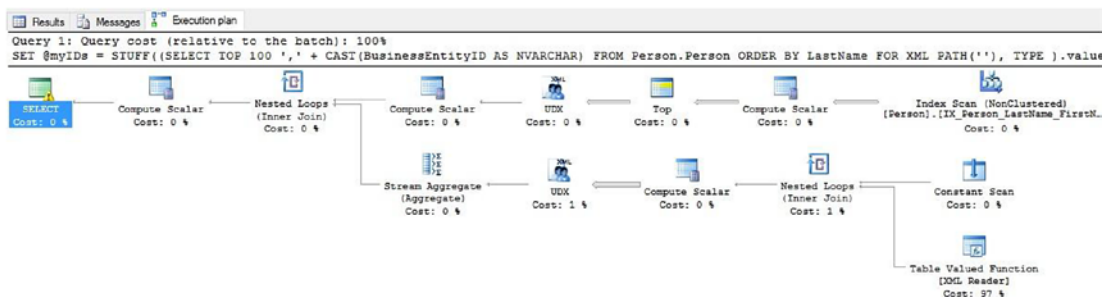 Results Messages Execution plan
Query 1: Query cost (relative to the batch): 100%
SET @myIDs = STUFF((SELECT TOP 100 ',' + CAST(BusinessEntityID AS NVARCHAR) FROM Person.Person ORDER BY LastName FOR XML PATH(''), TYPE ).value
SELECT
Cost: 0 %
Compute Scalar
Cost: 0 %
Nested Loops
(Inner Join)
Cost: 0 %
Compute Scalar
Cost: 0 %
UDX
Cost: 0 %
Top
Cost: 0 %
Compute Scalar
Cost: 0 %
Index Scan (NonClustered)
[Person].[IX_Person_LastName_FirstN…
Cost: 0 %
Stream Aggregate
(Aggregate)
Cost: 0 %
UDX
Cost: 1 %
Compute Scalar
Cost: 0 %
Nested Loops
(Inner Join)
Cost: 1 %
Constant Scan
Cost: 0 %
Table Valued Function
[XML Reader]
Cost: 97 %